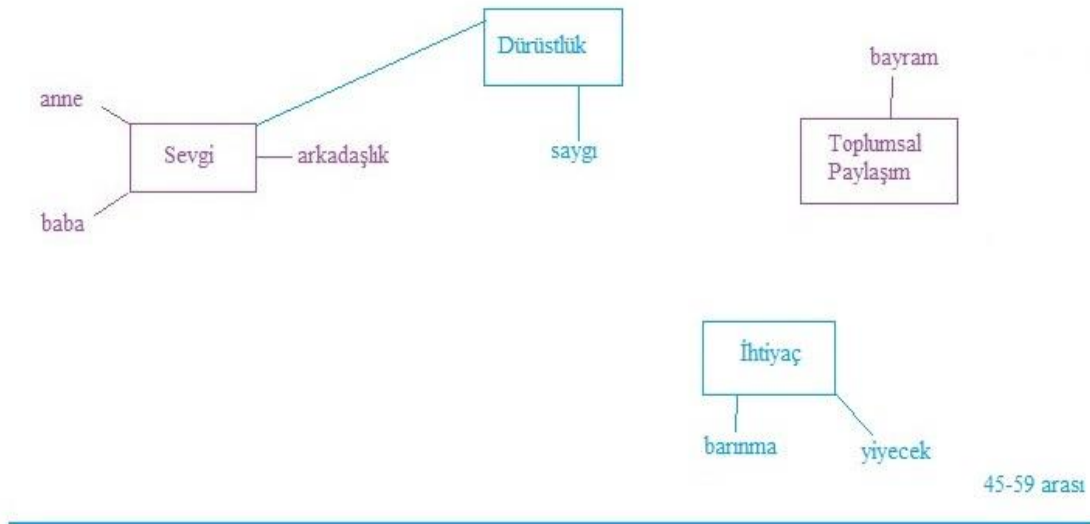 Dürüstlük
bayram
anne
Sevgi
arkadaşlık
saygı
Toplumsal
Paylaşım
baba
İhtiyaç
barınma
yiyecek
45-59 arası